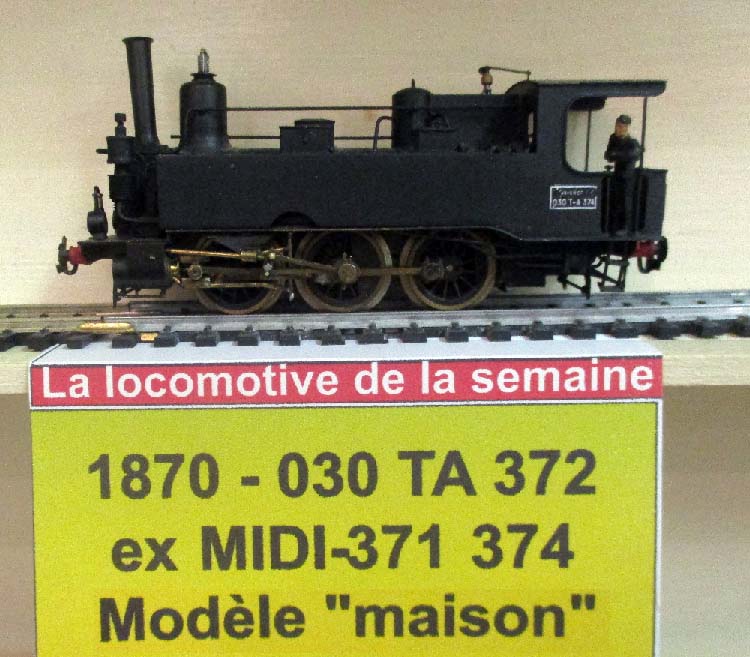 030 T-A 374
La locomotive de la semaine
1870 - 030 TA 372
ex MIDI-371 374
Modèle "maison"